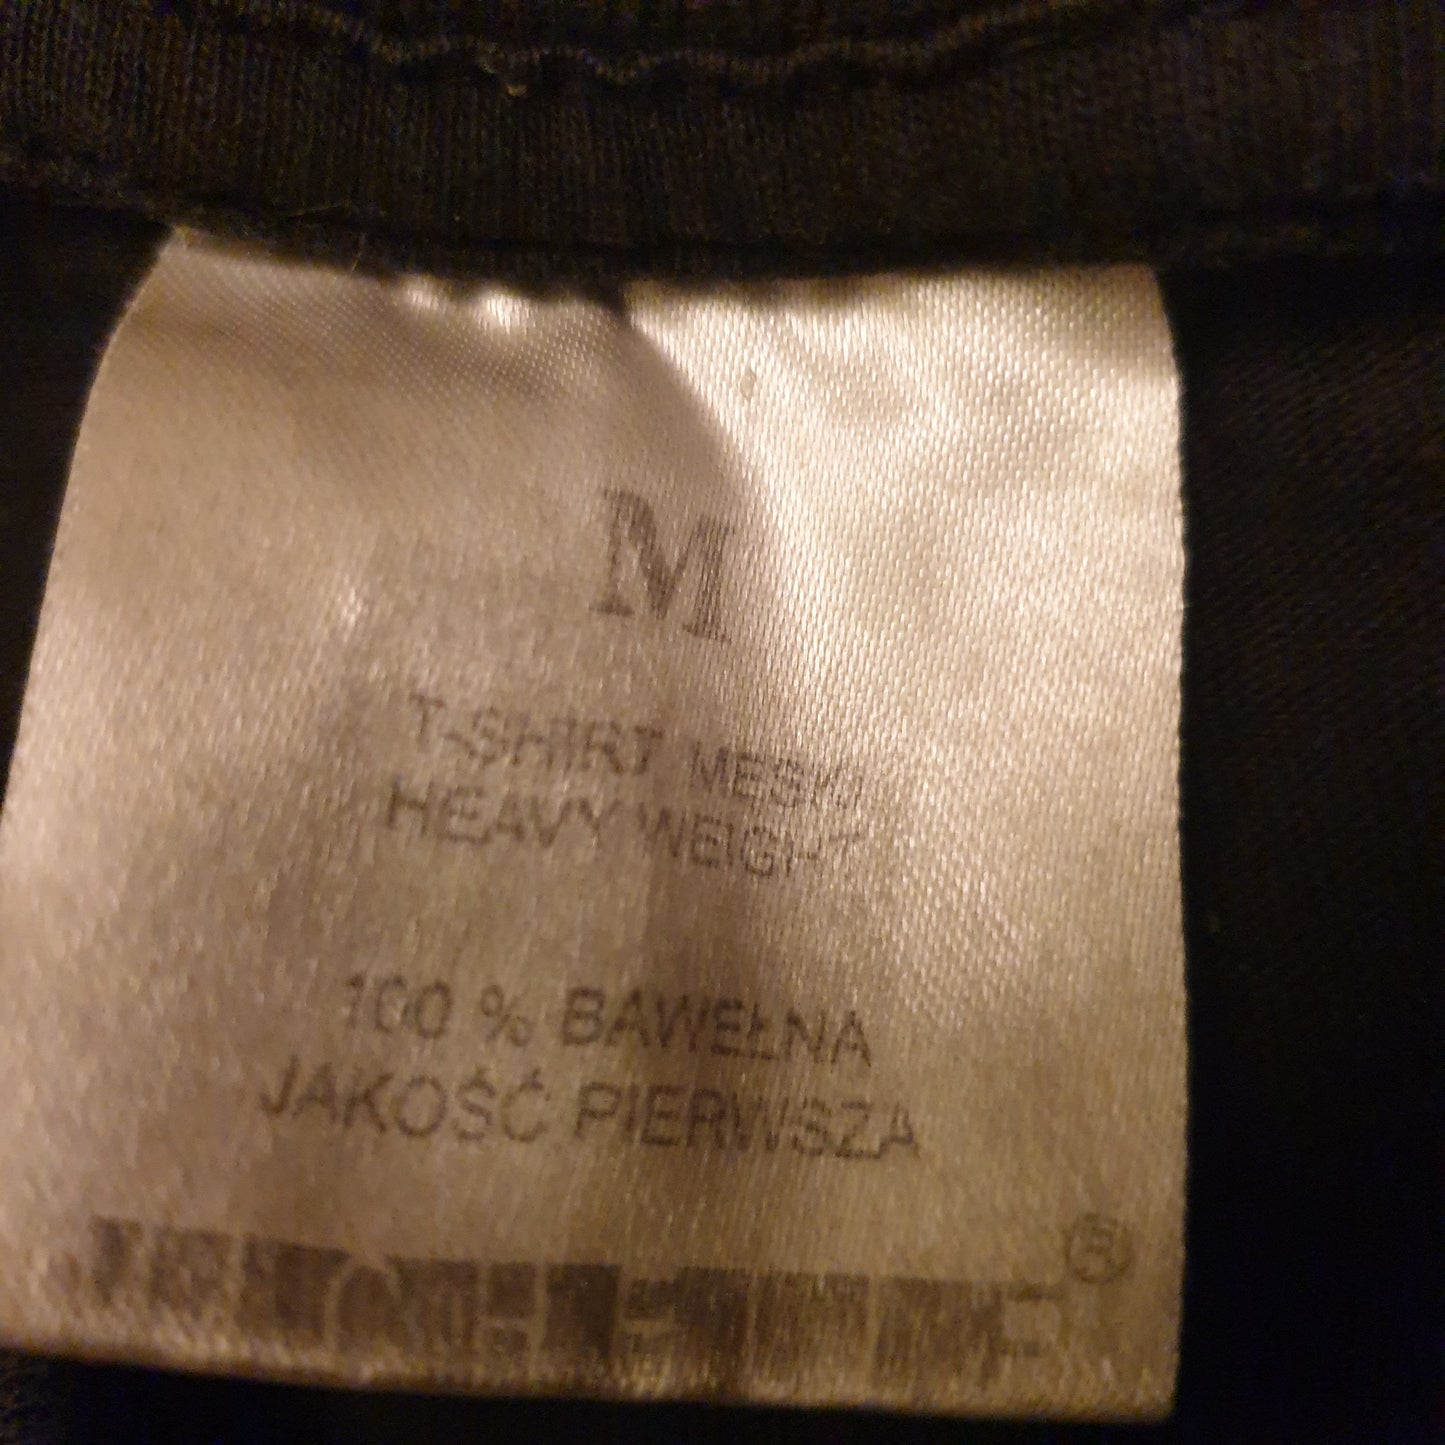 M
T-SHIRT MĘSKI
HEAVY WEIGHT
100 % BAWEŁNA
JAKOŚĆ PIERWSZA
®